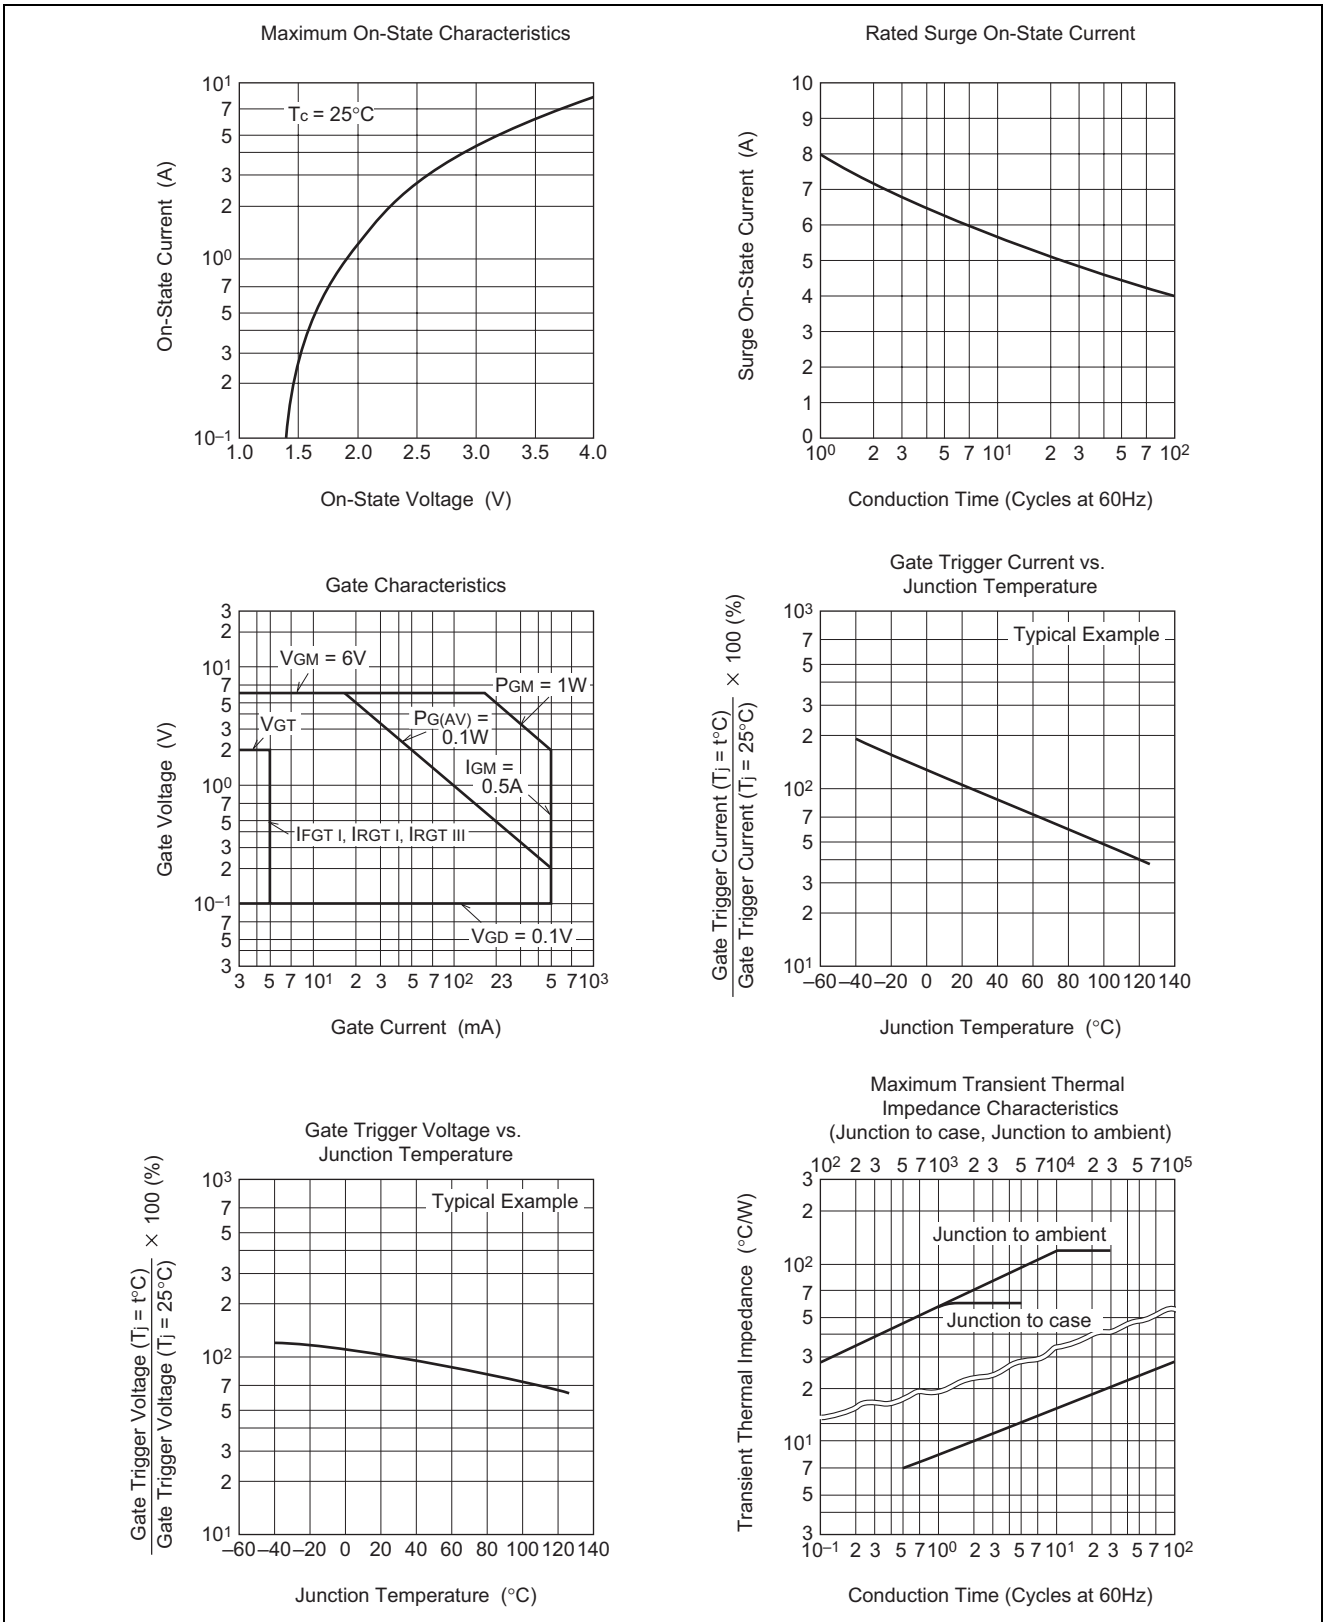 Maximum On-State Characteristics
On-State Current (A)
10¹
7
5
3
2
10⁰
7
5
3
2
10–1
Tc = 25°C
1.0 1.5 2.0 2.5 3.0 3.5 4.0
On-State Voltage (V)
Rated Surge On-State Current
Surge On-State Current (A)
10
9
8
7
6
5
4
3
2
1
0
10⁰ 2 3 5 7 10¹ 2 3 5 7 10²
Conduction Time (Cycles at 60Hz)
Gate Characteristics
Gate Voltage (V)
3
2
10¹
7
5
3
2
10⁰
7
5
3
2
10–1
7
5
3
VGM = 6V
PGM = 1W
PG(AV) =
0.1W
VGT
IGM =
0.5A
IFGT I, IRGT I, IRGT III
VGD = 0.1V
3 5 7 10¹ 2 3 5 7 10² 2 3 5 7 10³
Gate Current (mA)
Gate Trigger Current vs.
Junction Temperature
Gate Trigger Current (Tj = t°C)
Gate Trigger Current (Tj = 25°C)
× 100 (%)
10³
7
5
3
2
10²
7
5
3
2
10¹
Typical Example
–60 –40 –20 0 20 40 60 80 100 120 140
Junction Temperature (°C)
Gate Trigger Voltage vs.
Junction Temperature
Gate Trigger Voltage (Tj = t°C)
Gate Trigger Voltage (Tj = 25°C)
× 100 (%)
10³
7
5
3
2
10²
7
5
3
2
10¹
Typical Example
–60 –40 –20 0 20 40 60 80 100 120 140
Junction Temperature (°C)
Maximum Transient Thermal
Impedance Characteristics
(Junction to case, Junction to ambient)
10² 2 3 5 7 10³ 2 3 5 7 10⁴ 2 3 5 7 10⁵
Transient Thermal Impedance (°C/W)
3
2
10²
7
5
3
2
10¹
7
5
3
Junction to ambient
Junction to case
10–1 2 3 5 7 10⁰ 2 3 5 7 10¹ 2 3 5 7 10²
Conduction Time (Cycles at 60Hz)